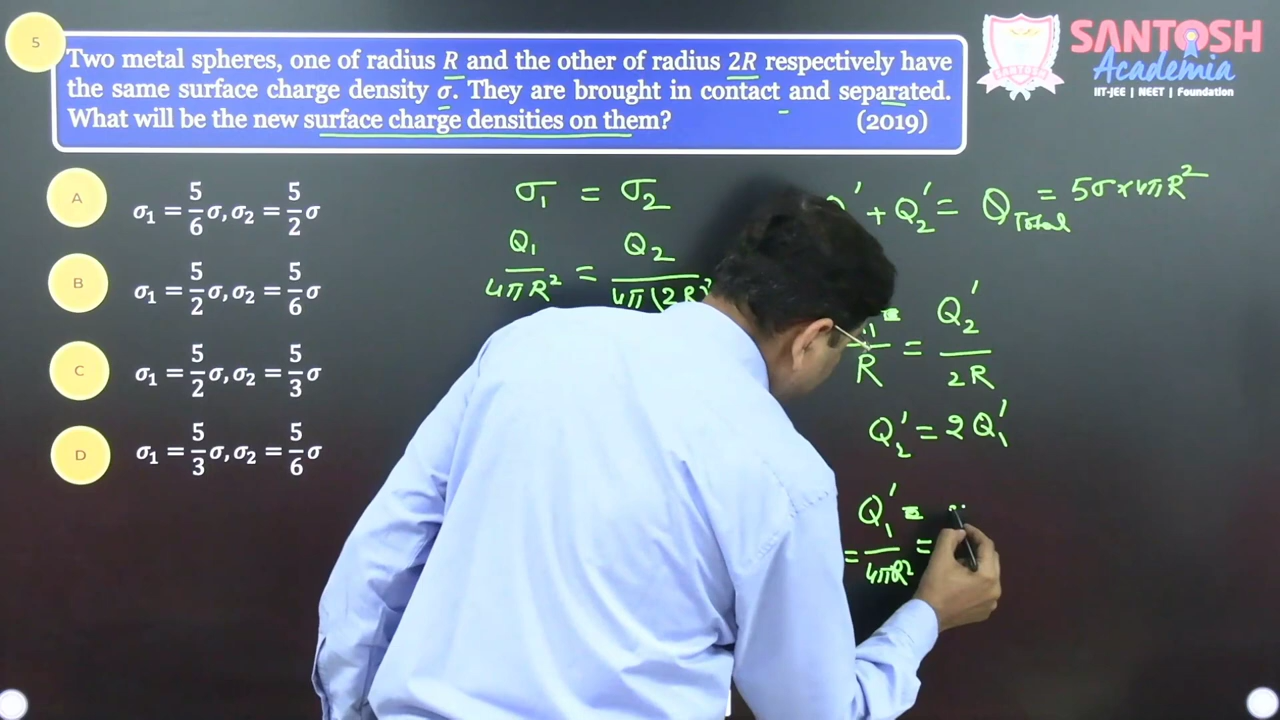 5
Two metal spheres, one of radius R and the other of radius 2R respectively have
the same surface charge density σ. They are brought in contact and separated.
What will be the new surface charge densities on them? (2019)
SANTOSH
Academia
IIT-JEE | NEET | Foundation
SANTOSH
A
σ₁ = 5/6 σ, σ₂ = 5/2 σ
B
σ₁ = 5/2 σ, σ₂ = 5/6 σ
C
σ₁ = 5/2 σ, σ₂ = 5/3 σ
D
σ₁ = 5/3 σ, σ₂ = 5/6 σ
σ₁ = σ₂
Q₁/4πR² = Q₂/4π(2R)
+ Q₂' = Q Total = 5σ×4πR²
/R = Q₂'/2R
Q₂' = 2Q₁'
= Q₁'/4πR² =